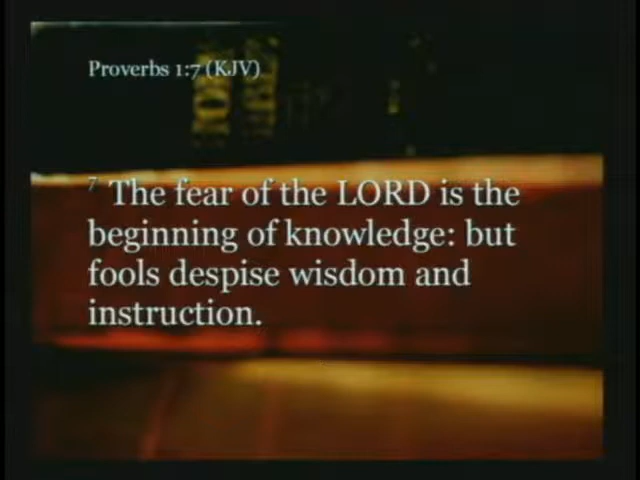 Proverbs 1:7 (KJV)
7 The fear of the LORD is the
beginning of knowledge: but
fools despise wisdom and
instruction.